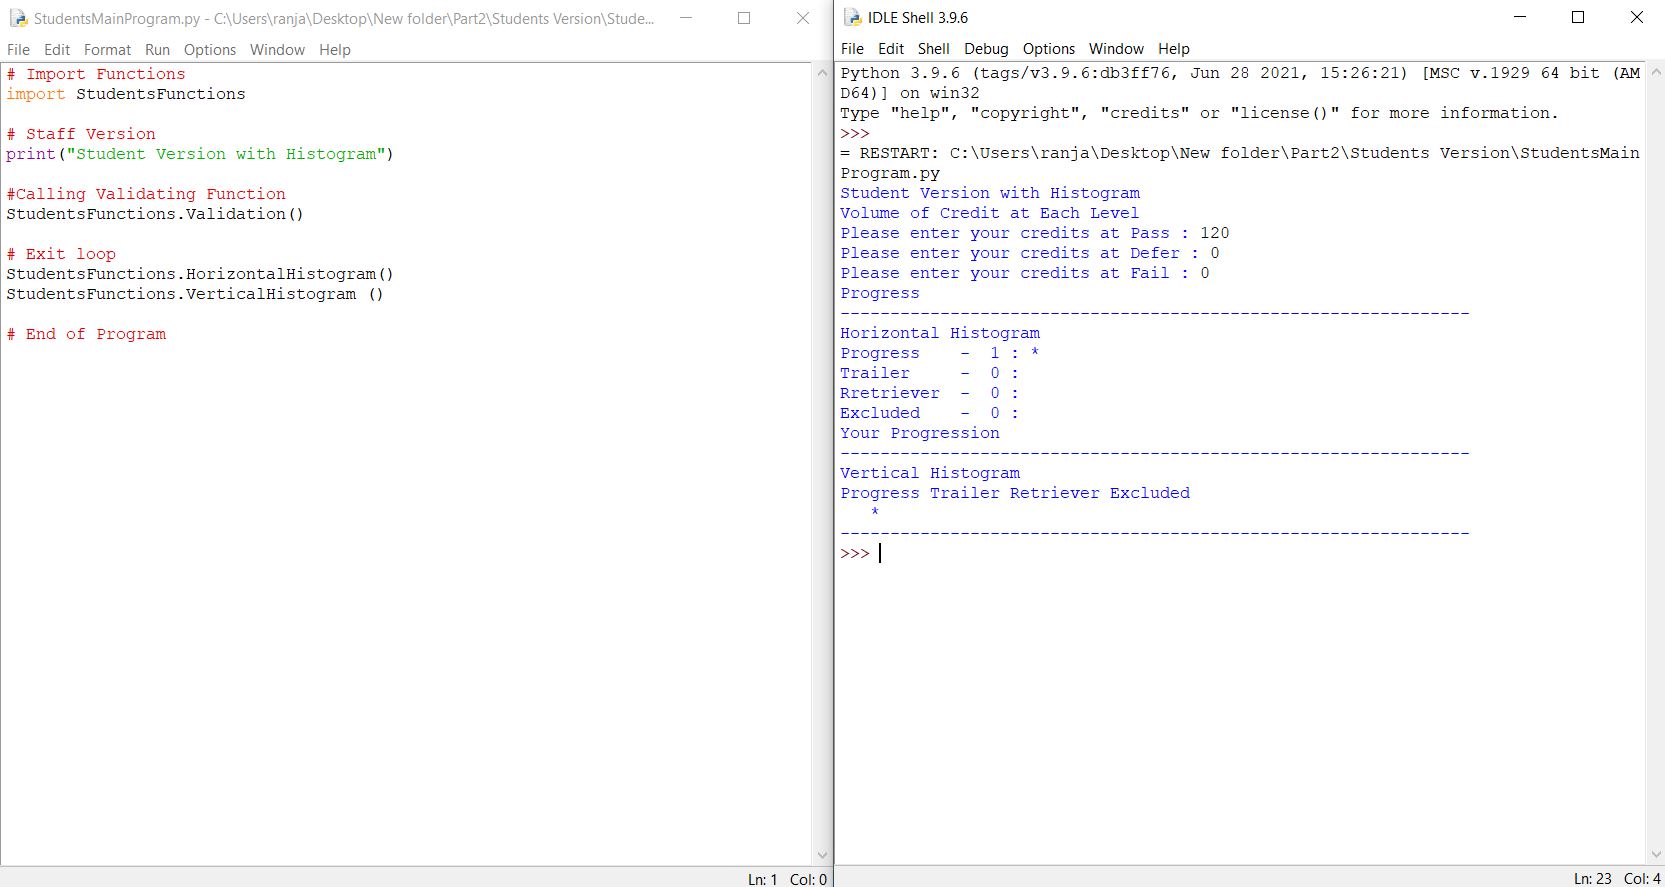 StudentsMainProgram.py - C:\Users\ranja\Desktop\New folder\Part2\Students Version\Stude...
File Edit Format Run Options Window Help
# Import Functions
import StudentsFunctions
# Staff Version
print("Student Version with Histogram")
#Calling Validating Function
StudentsFunctions.Validation()
# Exit loop
StudentsFunctions.HorizontalHistogram()
StudentsFunctions.VerticalHistogram ()
# End of Program
Ln: 1 Col: 0
IDLE Shell 3.9.6
File Edit Shell Debug Options Window Help
Python 3.9.6 (tags/v3.9.6:db3ff76, Jun 28 2021, 15:26:21) [MSC v.1929 64 bit (AM
D64)] on win32
Type "help", "copyright", "credits" or "license()" for more information.
>>>
= RESTART: C:\Users\ranja\Desktop\New folder\Part2\Students Version\StudentsMain
Program.py
Student Version with Histogram
Volume of Credit at Each Level
Please enter your credits at Pass : 120
Please enter your credits at Defer : 0
Please enter your credits at Fail : 0
Progress
---------------------------------------------------------------
Horizontal Histogram
Progress    -  1 : *
Trailer     -  0 :
Rretriever  -  0 :
Excluded    -  0 :
Your Progression
---------------------------------------------------------------
Vertical Histogram
Progress Trailer Retriever Excluded
*
---------------------------------------------------------------
>>>
Ln: 23 Col: 4